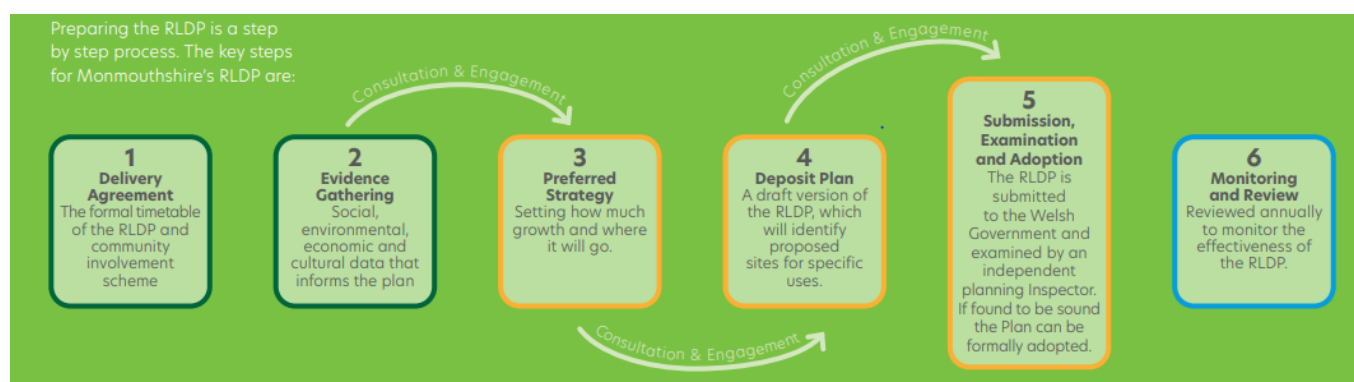 Preparing the RLDP is a step
by step process. The key steps
for Monmouthshire's RLDP are:
Consultation & Engagement
Consultation & Engagement
1
Delivery
Agreement
The formal timetable
of the RLDP and
community
involvement
scheme
2
Evidence
Gathering
Social,
environmental,
economic and
cultural data that
informs the plan
3
Preferred
Strategy
Setting how much
growth and where
it will go.
4
Deposit Plan
A draft version of
the RLDP, which
will identify
proposed
sites for specific
uses.
5
Submission,
Examination
and Adoption
The RLDP is
submitted
to the Welsh
Government and
examined by an
independent
planning Inspector.
If found to be sound
the Plan can be
formally adopted.
6
Monitoring
and Review
Reviewed annually
to monitor the
effectiveness of
the RLDP.
Consultation & Engagement